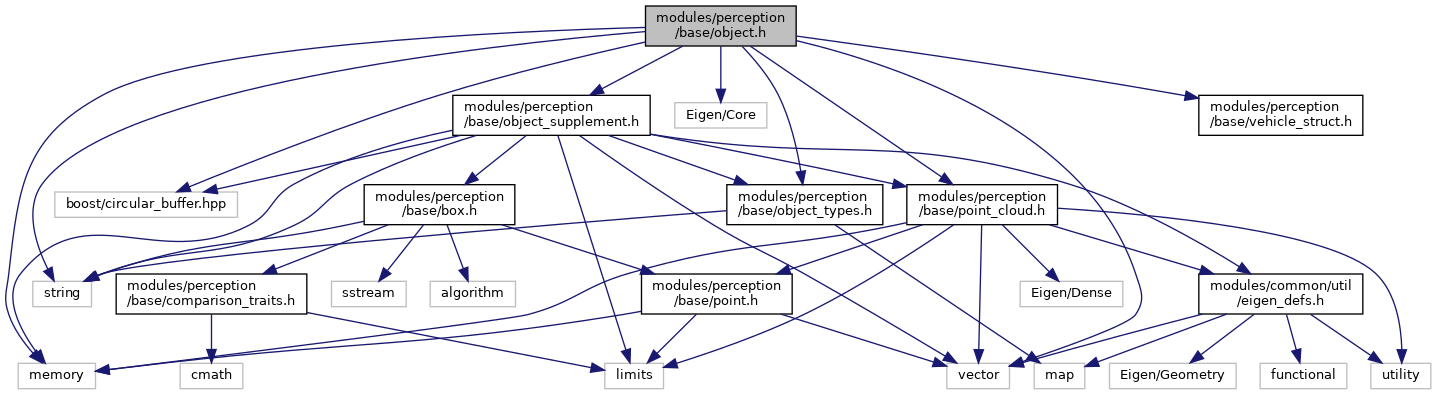 modules/perception
/base/object.h
modules/perception
/base/object_supplement.h
Eigen/Core
modules/perception
/base/vehicle_struct.h
boost/circular_buffer.hpp
modules/perception
/base/box.h
modules/perception
/base/object_types.h
modules/perception
/base/point_cloud.h
string
modules/perception
/base/comparison_traits.h
sstream
algorithm
modules/perception
/base/point.h
Eigen/Dense
modules/common/util
/eigen_defs.h
memory
cmath
limits
vector
map
Eigen/Geometry
functional
utility